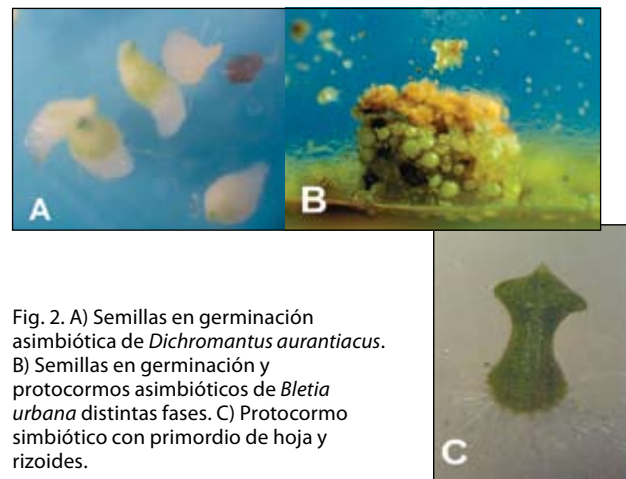 A
B
Fig. 2. A) Semillas en germinación
asimbiótica de Dichromantus aurantiacus.
B) Semillas en germinación y
protocormos asimbióticos de Bletia
urbana distintas fases. C) Protocormo
simbiótico con primordio de hoja y
rizoides.
C